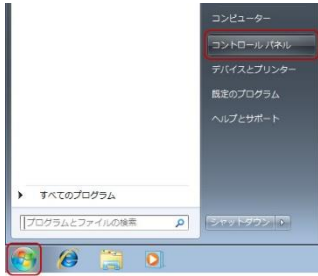 コンピューター
コントロール パネル
デバイスとプリンター
既定のプログラム
ヘルプとサポート
すべてのプログラム
プログラムとファイルの検索
シャットダウン